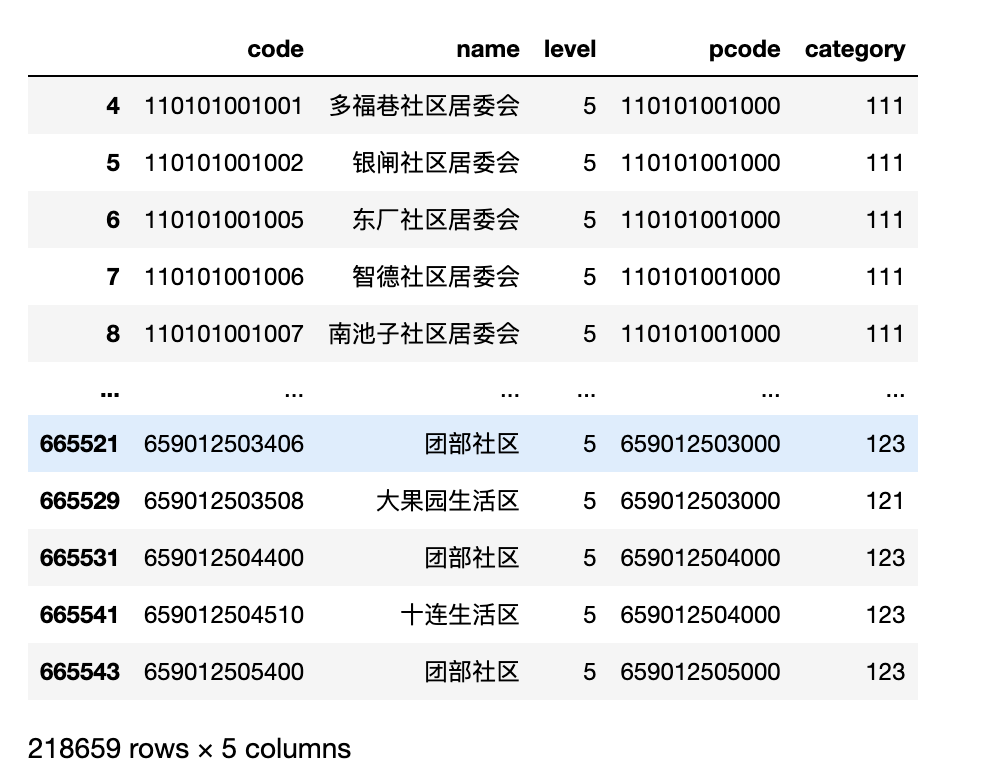 code name level pcode category
4 110101001001 多福巷社区居委会 5 110101001000 111
5 110101001002 银闸社区居委会 5 110101001000 111
6 110101001005 东厂社区居委会 5 110101001000 111
7 110101001006 智德社区居委会 5 110101001000 111
8 110101001007 南池子社区居委会 5 110101001000 111
... ... ... ... ... ...
665521 659012503406 团部社区 5 659012503000 123
665529 659012503508 大果园生活区 5 659012503000 121
665531 659012504400 团部社区 5 659012504000 123
665541 659012504510 十连生活区 5 659012504000 123
665543 659012505400 团部社区 5 659012505000 123
218659 rows × 5 columns